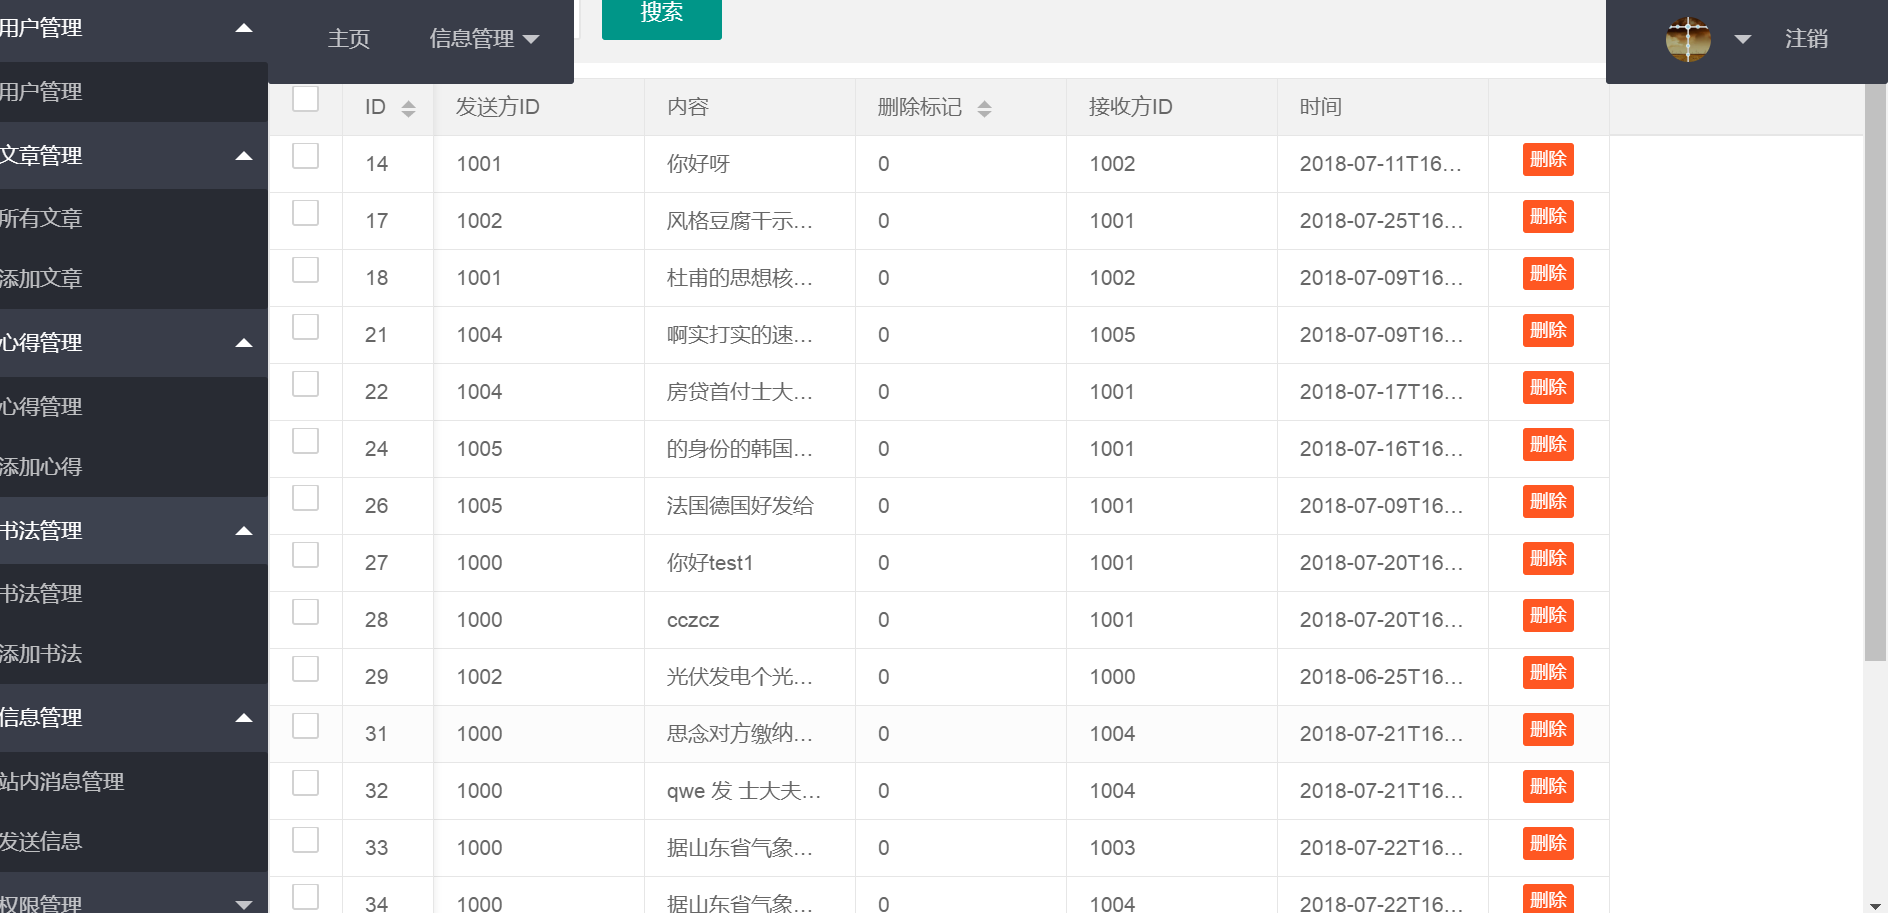 用户管理
用户管理
文章管理
所有文章
添加文章
心得管理
心得管理
添加心得
书法管理
书法管理
添加书法
信息管理
站内消息管理
发送信息
权限管理
主页 信息管理 搜索 注销
ID 发送方ID 内容 删除标记 接收方ID 时间
14 1001 你好呀 0 1002 2018-07-11T16... 删除
17 1002 风格豆腐干示... 0 1001 2018-07-25T16... 删除
18 1001 杜甫的思想核... 0 1002 2018-07-09T16... 删除
21 1004 啊实打实的速... 0 1005 2018-07-09T16... 删除
22 1004 房贷首付士大... 0 1001 2018-07-17T16... 删除
24 1005 的身份的韩国... 0 1001 2018-07-16T16... 删除
26 1005 法国德国好发给 0 1001 2018-07-09T16... 删除
27 1000 你好test1 0 1001 2018-07-20T16... 删除
28 1000 cczcz 0 1001 2018-07-20T16... 删除
29 1002 光伏发电个光... 0 1000 2018-06-25T16... 删除
31 1000 思念对方缴纳... 0 1004 2018-07-21T16... 删除
32 1000 qwe 发 士大夫... 0 1004 2018-07-21T16... 删除
33 1000 据山东省气象... 0 1003 2018-07-22T16... 删除
34 1000 据山东省气象... 0 1004 2018-07-22T16... 删除